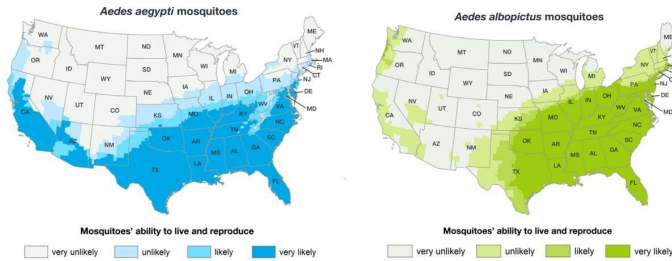 Aedes aegypti mosquitoes
WA
MT
ND
MN
ME
VT
NH
OR
ID
SD
WI
MI
NY
MA
RI
CT
WY
IA
PA
NJ
NE
NV
UT
CO
IL
IN
OH
DE
CA
KS
MO
WV
VA
MD
KY
NC
TN
AZ
NM
OK
AR
SC
MS
AL
GA
TX
LA
FL
Mosquitoes' ability to live and reproduce
very unlikely
unlikely
likely
very likely
Aedes albopictus mosquitoes
WA
MT
ND
MN
VT
ME
OR
ID
SD
WI
MI
NY
WY
IA
PA
NJ
NE
NV
UT
CO
IL
IN
OH
DE
CA
KS
MO
WV
VA
MD
KY
NC
TN
AZ
NM
OK
AR
SC
MS
AL
GA
TX
LA
FL
Mosquitoes' ability to live and reproduce
very unlikely
unlikely
likely
very likely